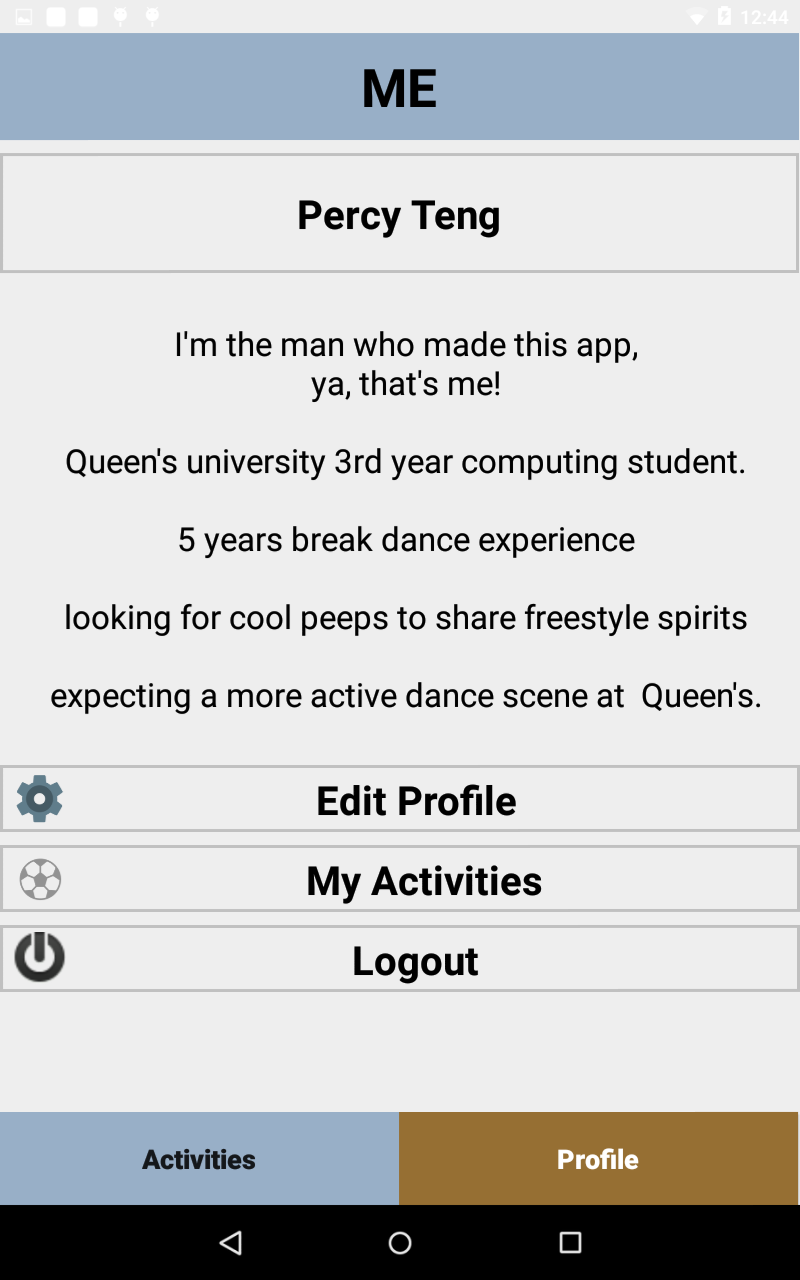 12:44
ME
Percy Teng
I'm the man who made this app,
ya, that's me!
Queen's university 3rd year computing student.
5 years break dance experience
looking for cool peeps to share freestyle spirits
expecting a more active dance scene at  Queen's.
Edit Profile
My Activities
Logout
Activities
Profile